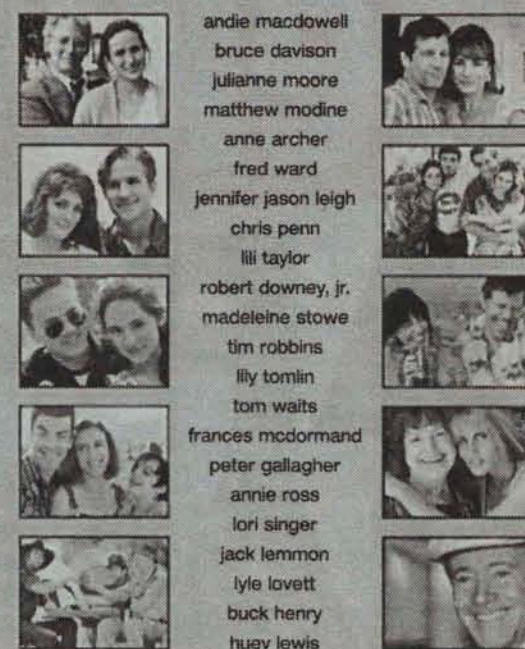 andie macdowell
bruce davison
julianne moore
matthew modine
anne archer
fred ward
jennifer jason leigh
chris penn
lili taylor
robert downey, jr.
madeleine stowe
tim robbins
lily tomlin
tom waits
frances mcdormand
peter gallagher
annie ross
lori singer
jack lemmon
lyle lovett
buck henry
huey lewis